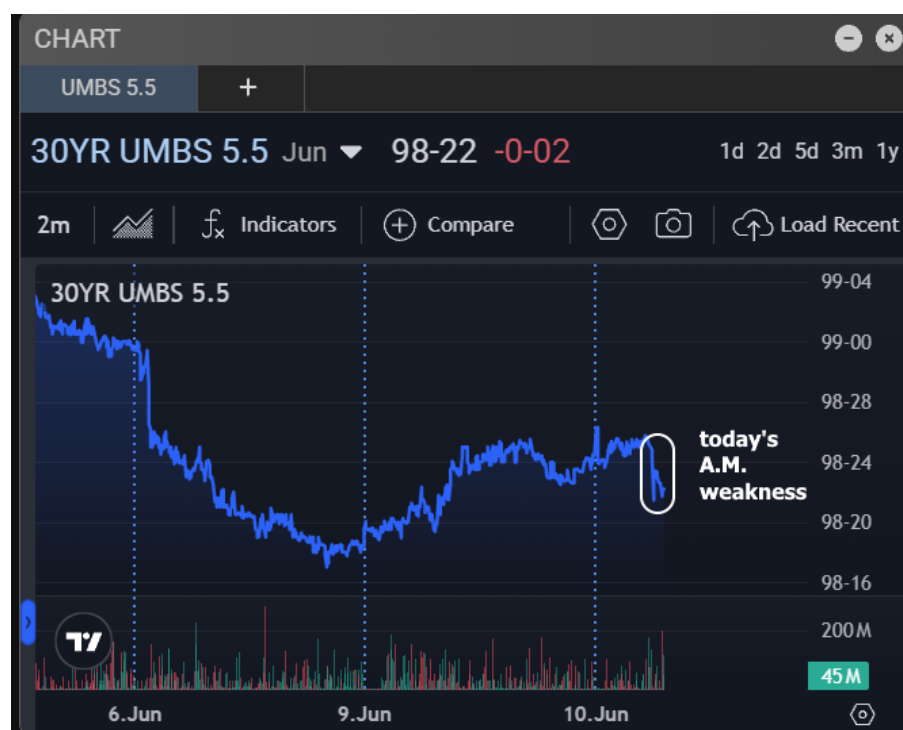 CHART
UMBS 5.5 +
30YR UMBS 5.5 Jun 98-22 -0-02 1d 2d 5d 3m 1y
2m fx Indicators Compare Load Recent
30YR UMBS 5.5
99-04
99-00
98-28
today's
A.M.
weakness
98-24
98-20
98-16
200M
45M
6.Jun 9.Jun 10.Jun